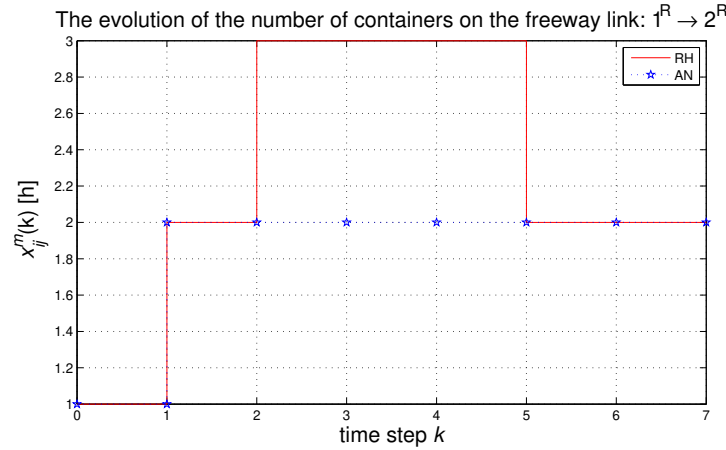 The evolution of the number of containers on the freeway link: 1^R → 2^R
RH
AN
3
2.8
2.6
2.4
2.2
2
1.8
1.6
1.4
1.2
1
x_ij^m(k) [h]
0 1 2 3 4 5 6 7
time step k